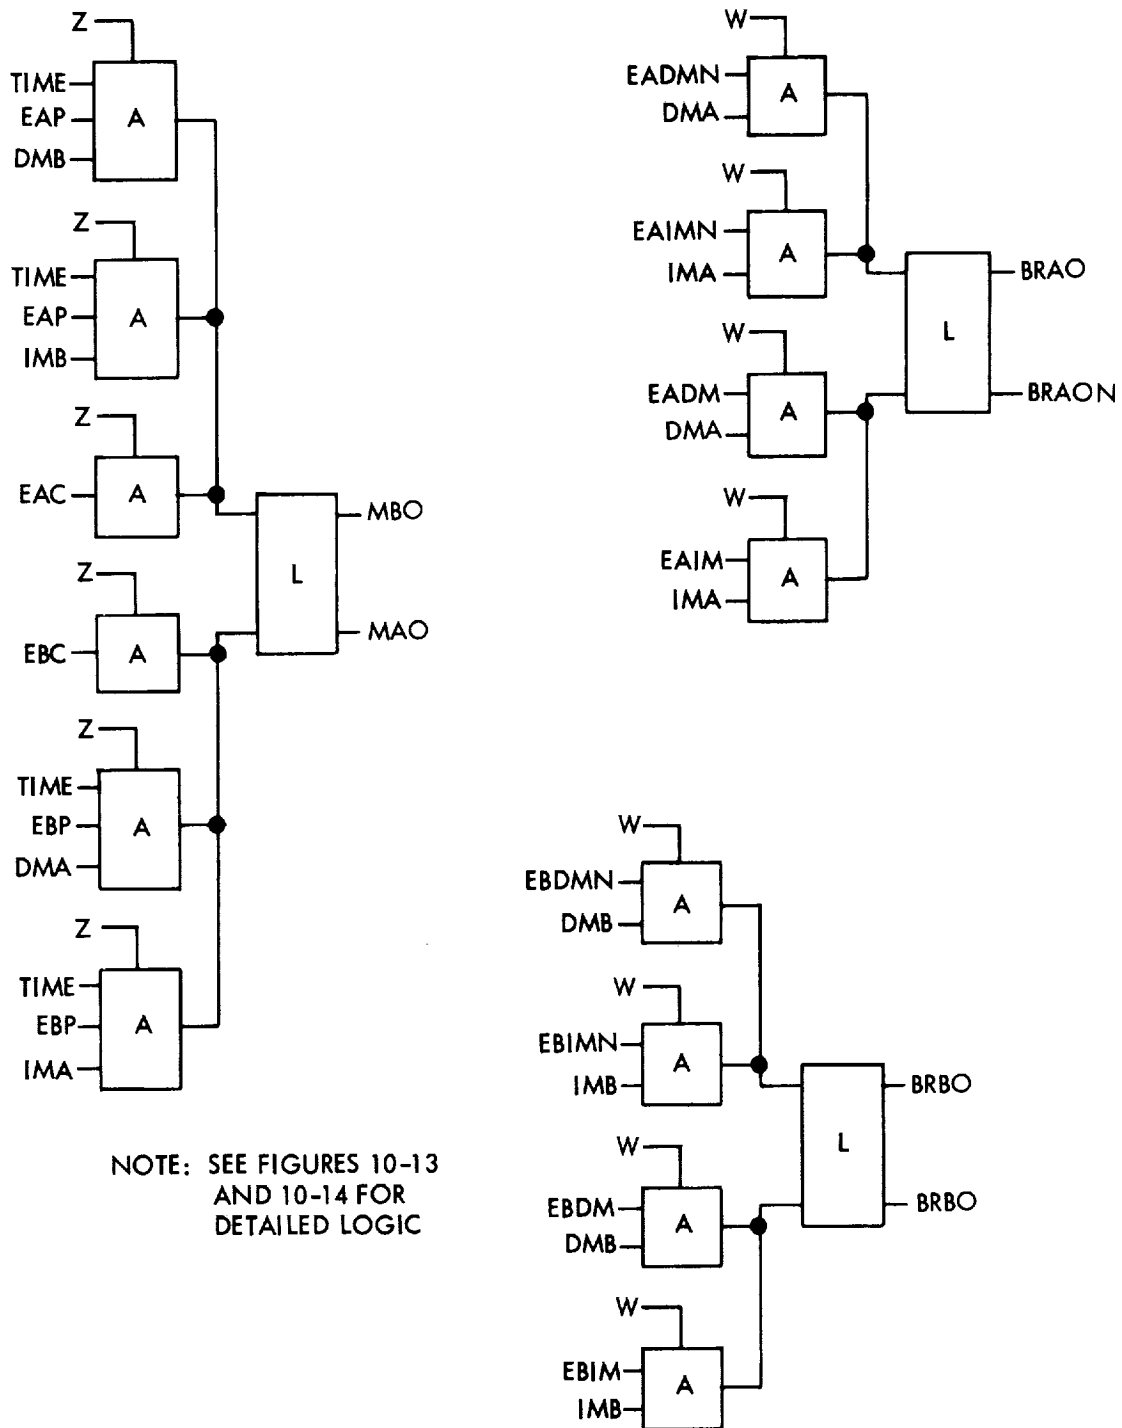 Z
TIME
EAP
DMB
A
Z
TIME
EAP
IMB
A
Z
EAC
A
L
MBO
MAO
Z
EBC
A
Z
TIME
EBP
DMA
A
Z
TIME
EBP
IMA
A
NOTE: SEE FIGURES 10-13
AND 10-14 FOR
DETAILED LOGIC
W
EADMN
DMA
A
W
EAIMN
IMA
A
L
BRAO
BRAON
W
EADM
DMA
A
W
EAIM
IMA
A
W
EBDMN
DMB
A
W
EBIMN
IMB
A
L
BRBO
BRBO
W
EBDM
DMB
A
W
EBIM
IMB
A